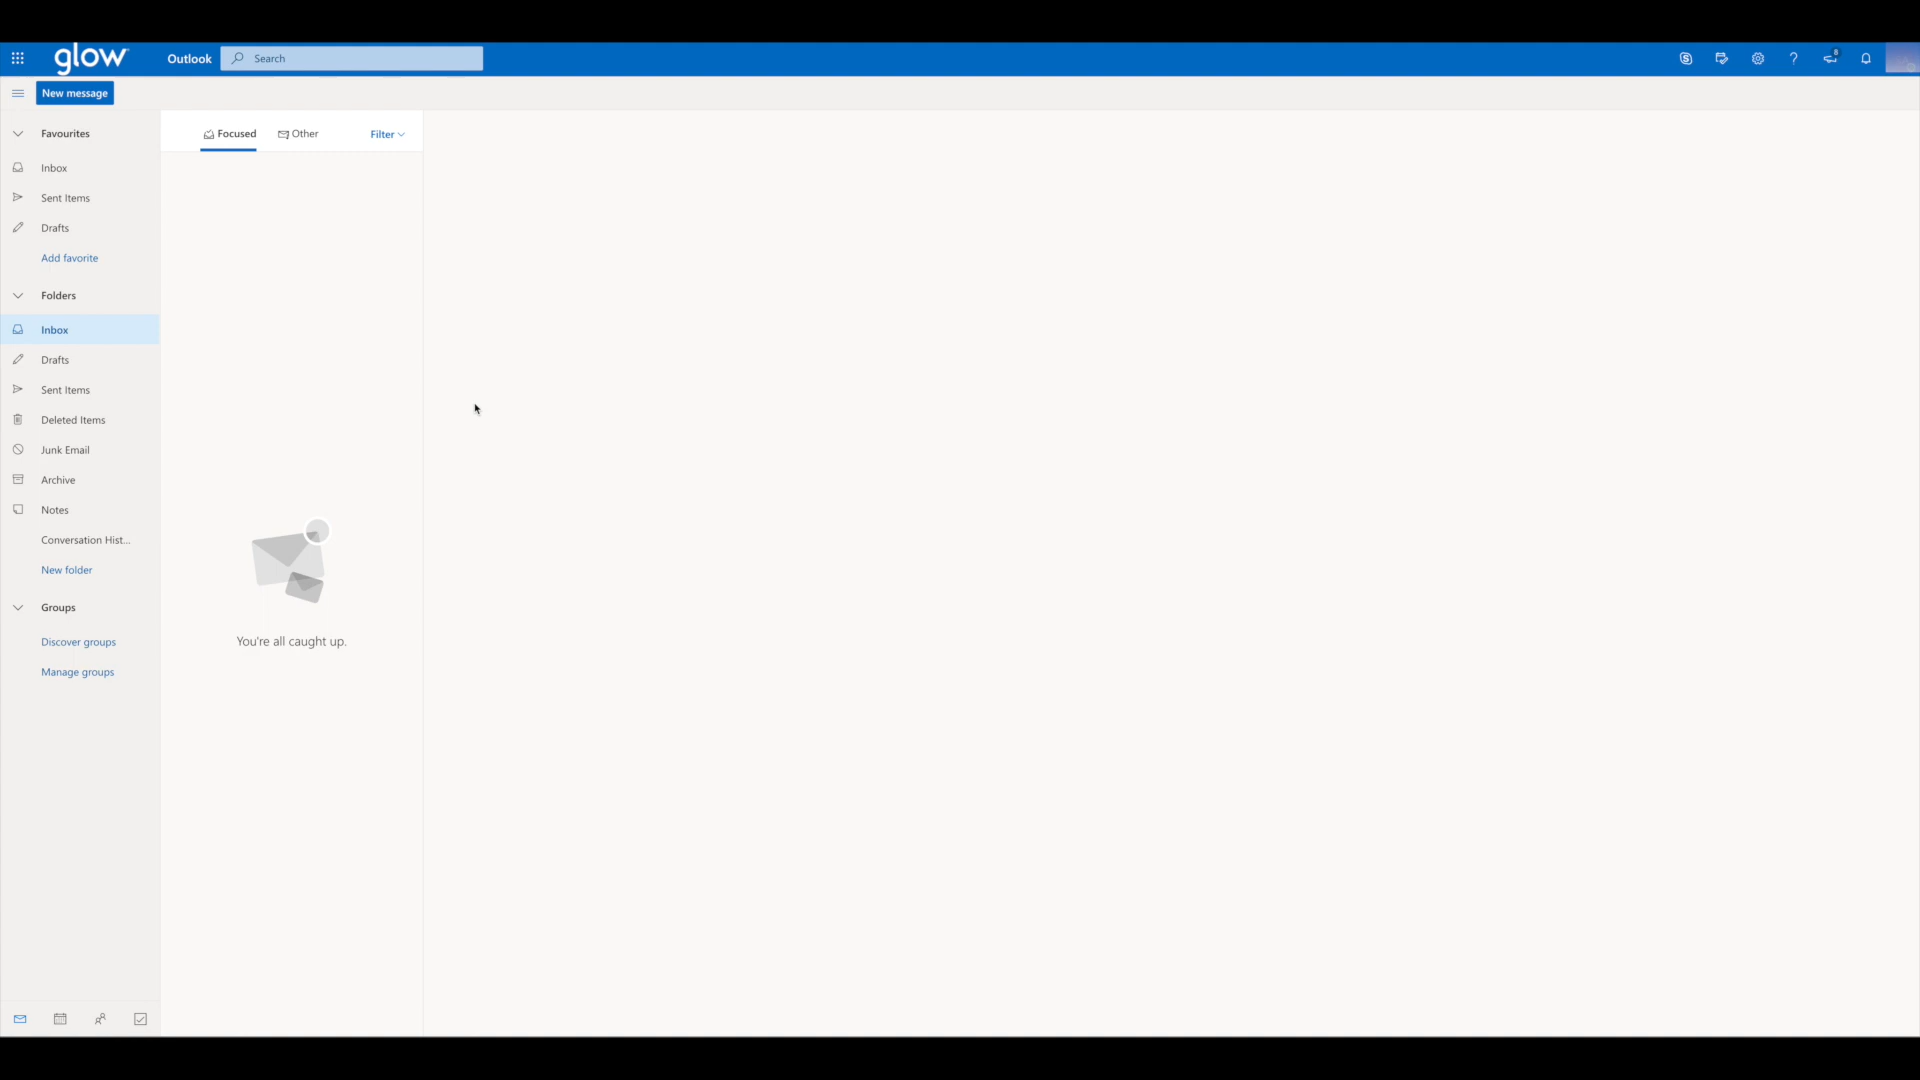 glow
Outlook
Search
8
New message
Favourites
Inbox
Sent Items
Drafts
Add favorite
Folders
Inbox
Drafts
Sent Items
Deleted Items
Junk Email
Archive
Notes
Conversation Hist...
New folder
Groups
Discover groups
Manage groups
Focused
Other
Filter
You're all caught up.